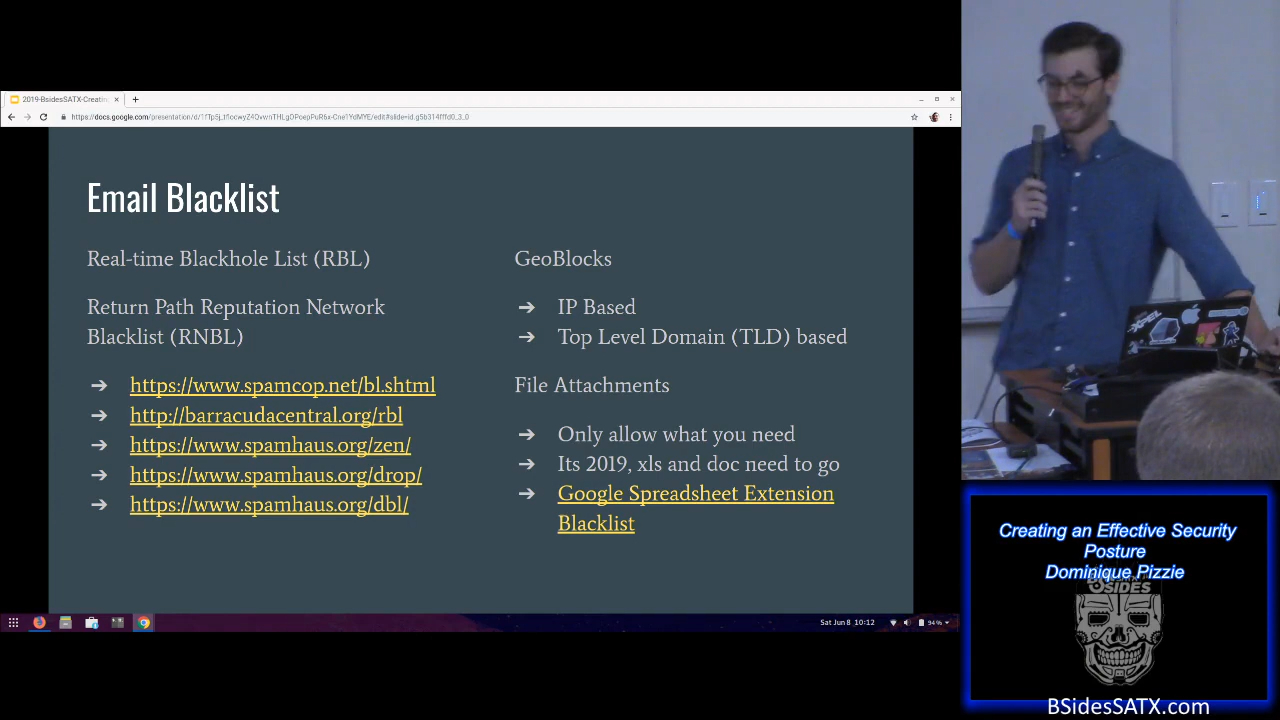 2019-BsidesSATX-Creatin
Email Blacklist
Real-time Blackhole List (RBL)
Return Path Reputation Network
Blacklist (RNBL)
➔ https://www.spamcop.net/bl.shtml
➔ http://barracudacentral.org/rbl
➔ https://www.spamhaus.org/zen/
➔ https://www.spamhaus.org/drop/
➔ https://www.spamhaus.org/dbl/
GeoBlocks
➔ IP Based
➔ Top Level Domain (TLD) based
File Attachments
➔ Only allow what you need
➔ Its 2019, xls and doc need to go
➔ Google Spreadsheet Extension
Blacklist
Sat Jun 8 10:12
94%
XPEL
Creating an Effective Security
Posture
Dominique Pizzie
BSIDES
BSidesSATX.com